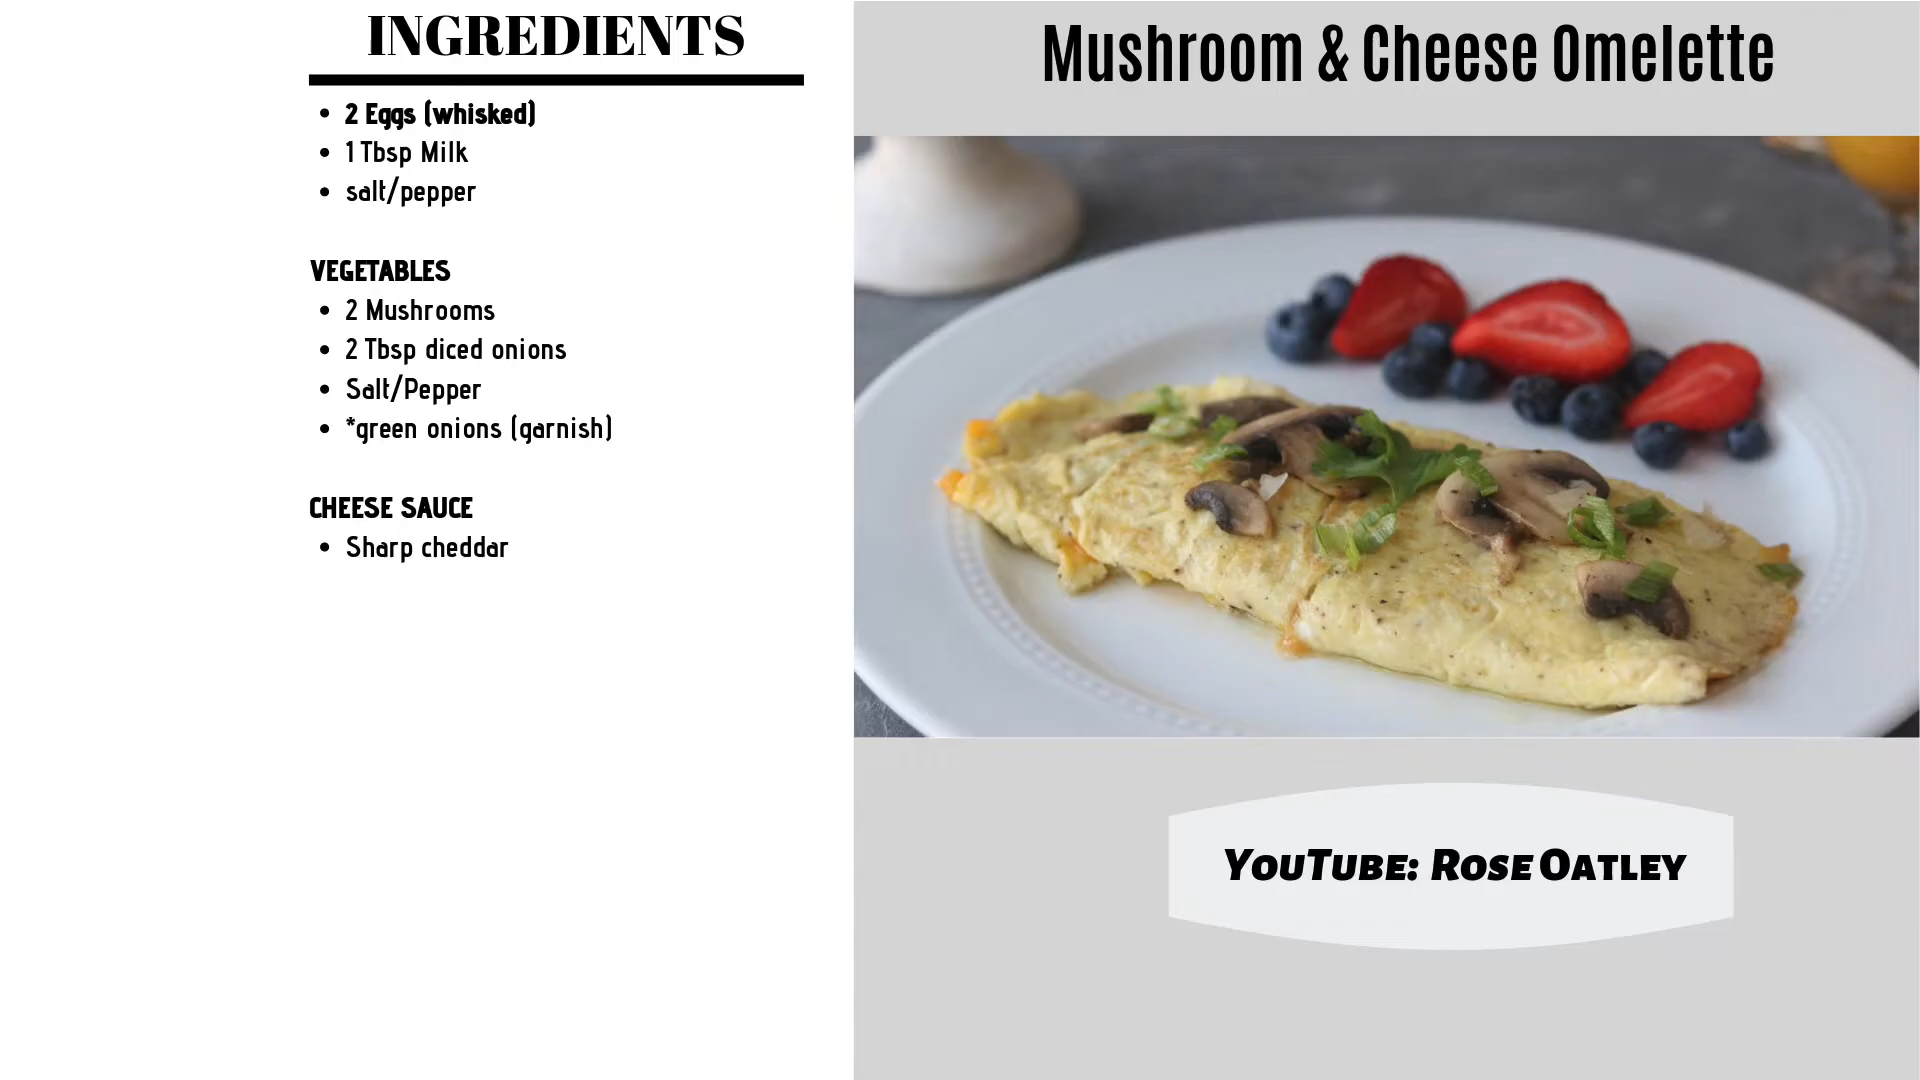 INGREDIENTS
• 2 Eggs (whisked)
• 1 Tbsp Milk
• salt/pepper
VEGETABLES
• 2 Mushrooms
• 2 Tbsp diced onions
• Salt/Pepper
• *green onions (garnish)
CHEESE SAUCE
• Sharp cheddar
Mushroom & Cheese Omelette
YouTube: Rose Oatley